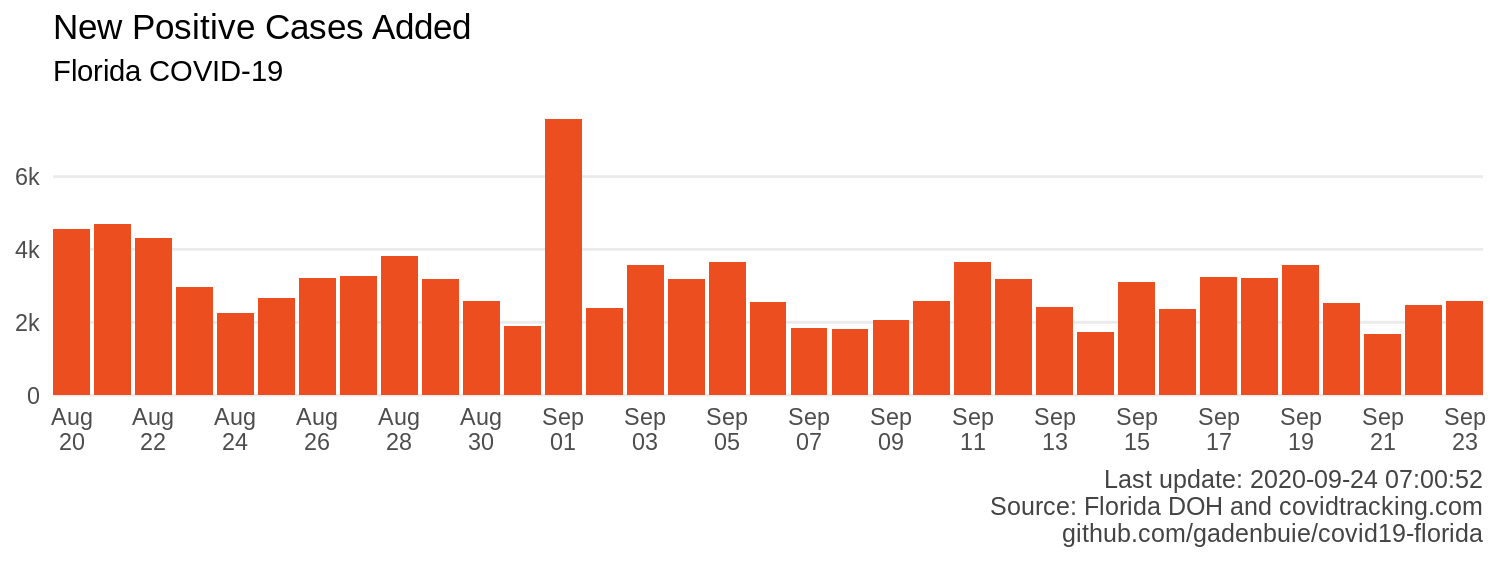 New Positive Cases Added
Florida COVID-19
6k
4k
2k
0
Aug Aug Aug Aug Aug Aug Sep Sep Sep Sep Sep Sep Sep Sep Sep Sep Sep Sep
20 22 24 26 28 30 01 03 05 07 09 11 13 15 17 19 21 23
Last update: 2020-09-24 07:00:52
Source: Florida DOH and covidtracking.com
github.com/gadenbuie/covid19-florida